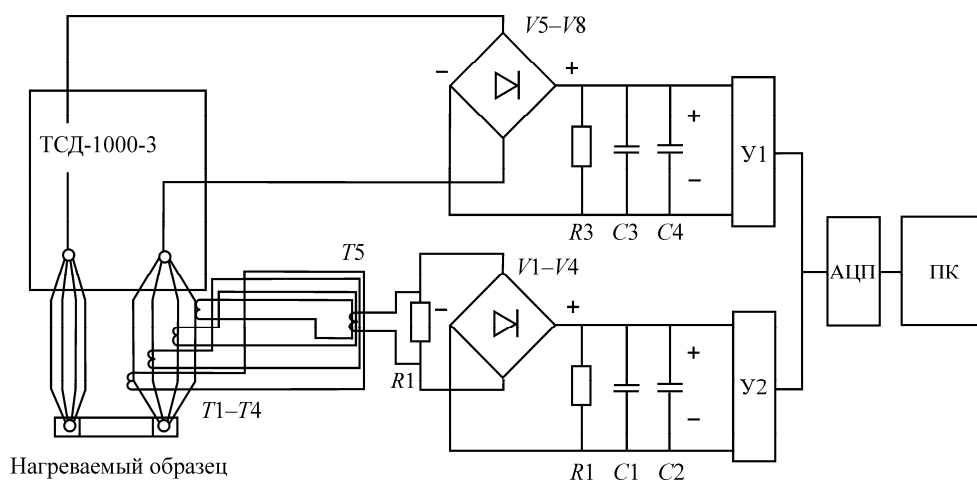 V5–V8
–
+
ТСД-1000-3
+
–
У1
R3
C3
C4
T5
V1–V4
АЦП
ПК
–
+
+
–
У2
R1
T1–T4
R1
C1
C2
Нагреваемый образец